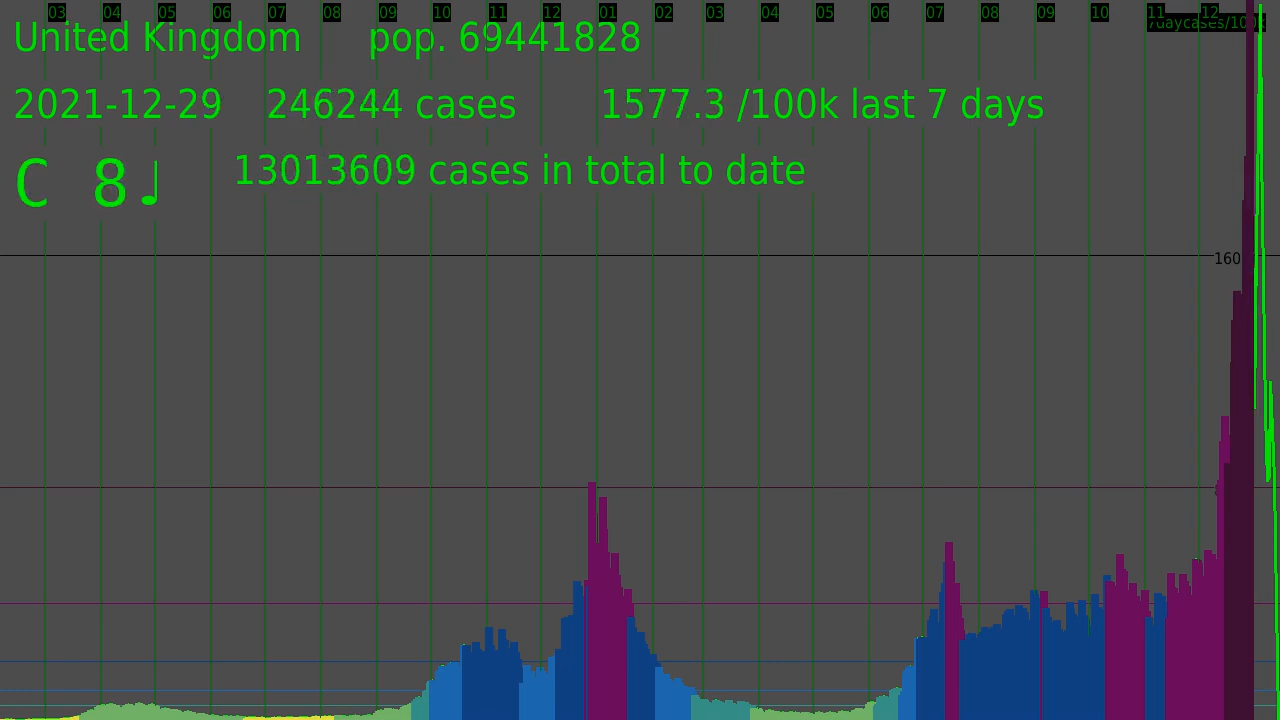 03 04 05 06 07 08 09 10 11 12 01 02 03 04 05 06 07 08 09 10 11 12
7daycases/100k
United Kingdom pop. 69441828
2021-12-29 246244 cases 1577.3 /100k last 7 days
C 8♩ 13013609 cases in total to date
160